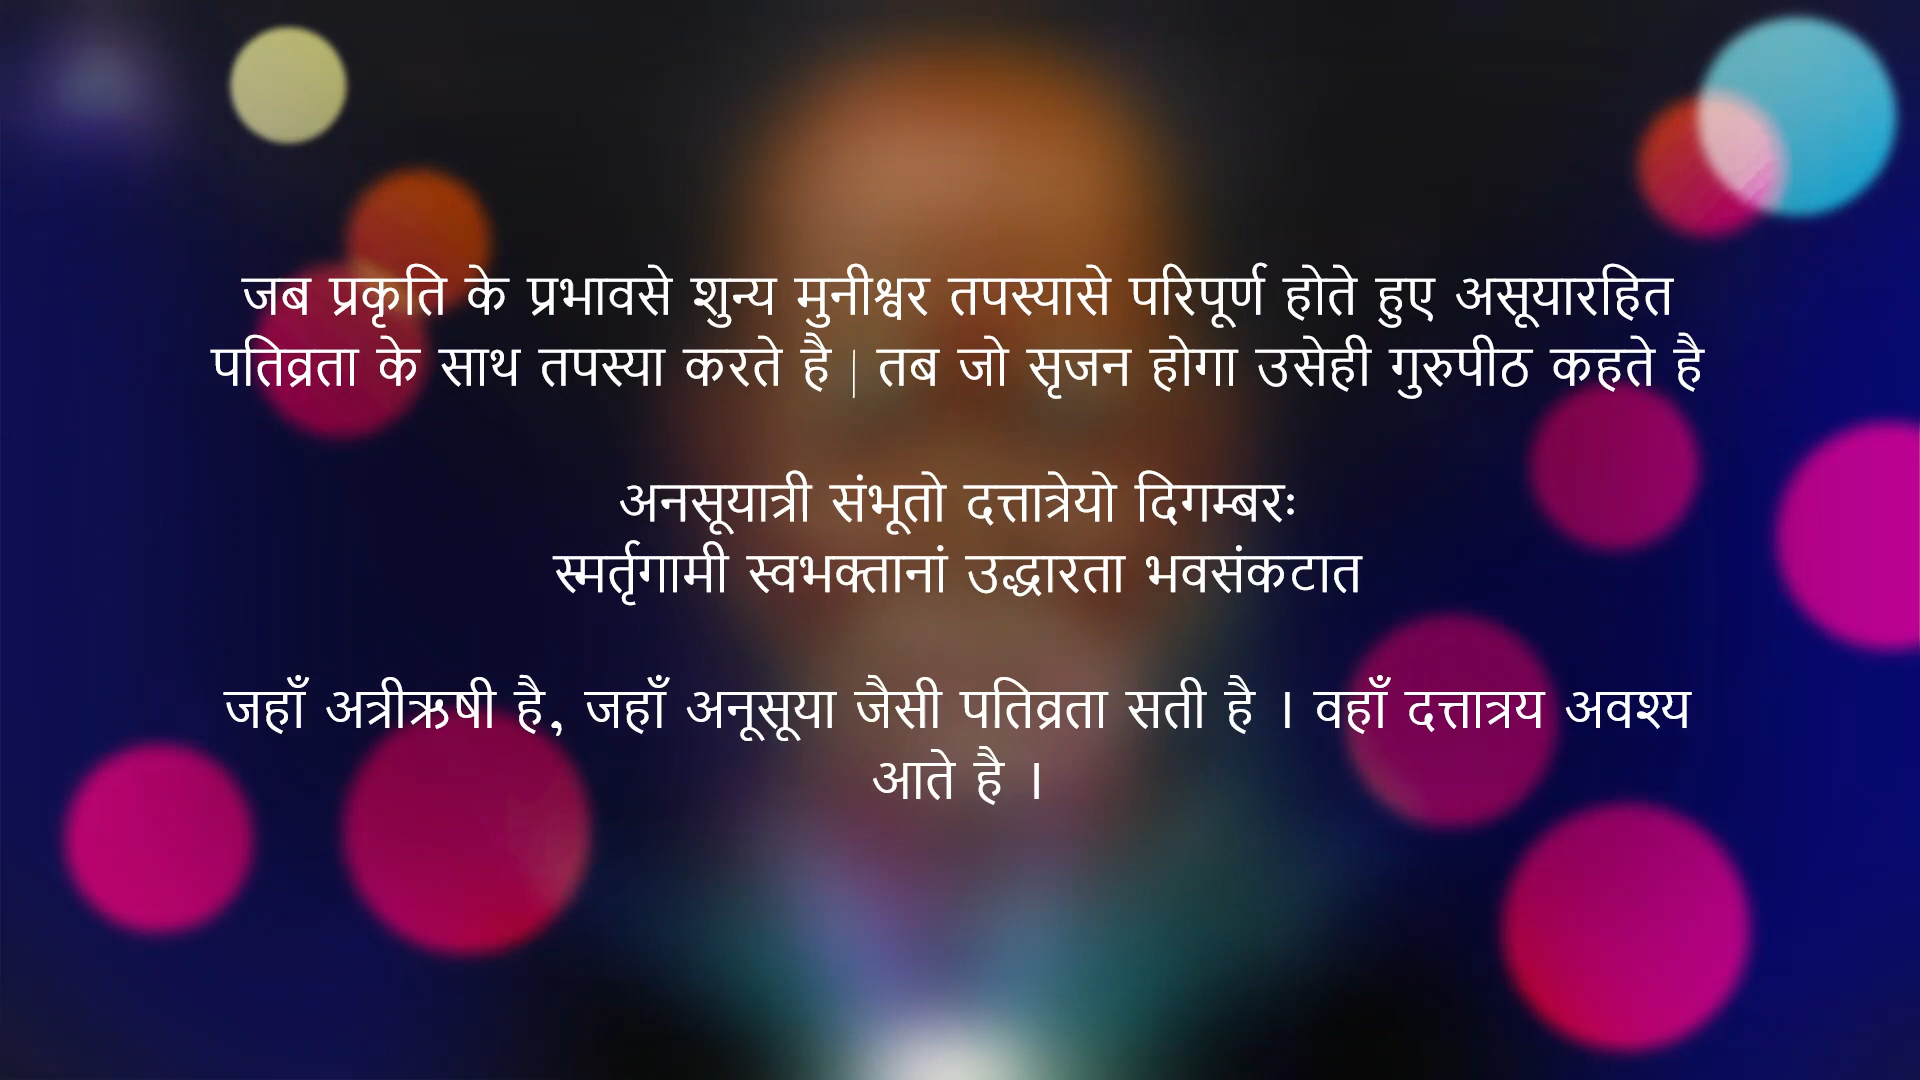 जब प्रकृति के प्रभावसे शुन्य मुनीश्वर तपस्यासे परिपूर्ण होते हुए असूयारहित
पतिव्रता के साथ तपस्या करते है | तब जो सृजन होगा उसेही गुरुपीठ कहते है
अनसूयात्री संभूतो दत्तात्रेयो दिगम्बरः
स्मर्तृगामी स्वभक्तानां उद्धारता भवसंकटात
जहाँ अत्रीऋषी है, जहाँ अनूसूया जैसी पतिव्रता सती है । वहाँ दत्तात्रय अवश्य
आते है ।